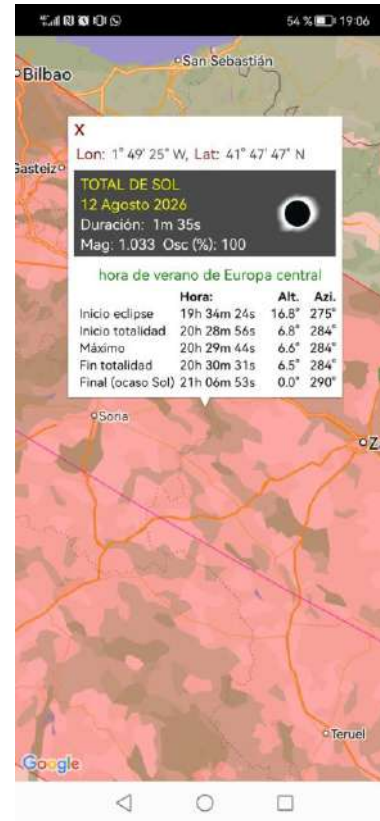 54 % 19:06
San Sebastián
Bilbao
Gasteiz
X
Lon: 1° 49' 25" W, Lat: 41° 47' 47" N
TOTAL DE SOL
12 Agosto 2026
Duración: 1m 35s
Mag: 1.033 Osc (%): 100
hora de verano de Europa central
Hora: Alt. Azi.
Inicio eclipse 19h 34m 24s 16.8° 275°
Inicio totalidad 20h 28m 56s 6.8° 284°
Máximo 20h 29m 44s 6.6° 284°
Fin totalidad 20h 30m 31s 6.5° 284°
Final (ocaso Sol) 21h 06m 53s 0.0° 290°
Soria
Z
Teruel
Google